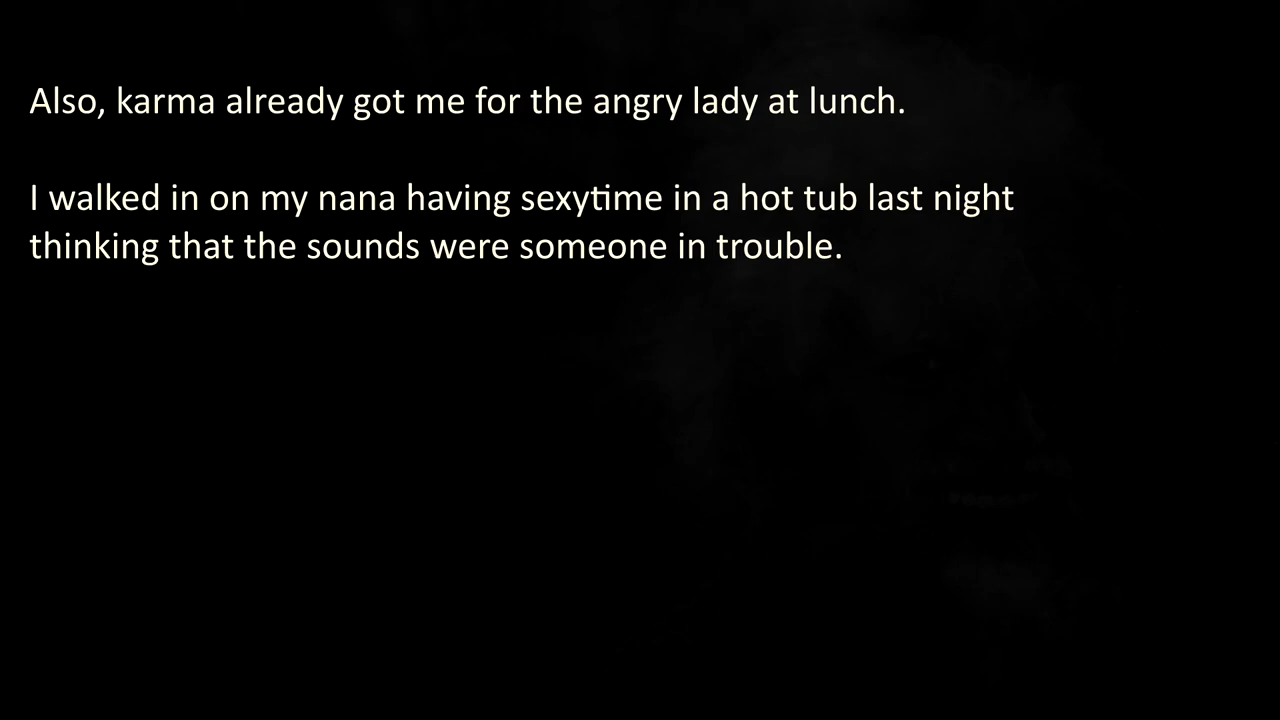 Also, karma already got me for the angry lady at lunch.
I walked in on my nana having sexytime in a hot tub last night
thinking that the sounds were someone in trouble.